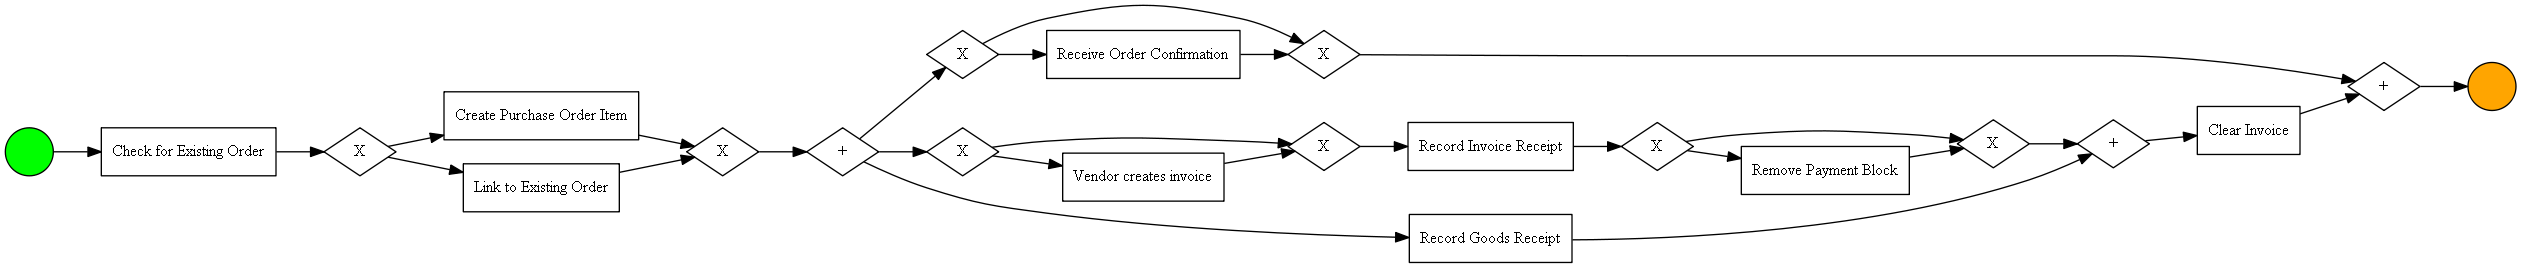 Check for Existing Order
X
Create Purchase Order Item
Link to Existing Order
X
+
X
Receive Order Confirmation
X
X
Vendor creates invoice
X
Record Invoice Receipt
X
Remove Payment Block
X
Record Goods Receipt
+
Clear Invoice
+